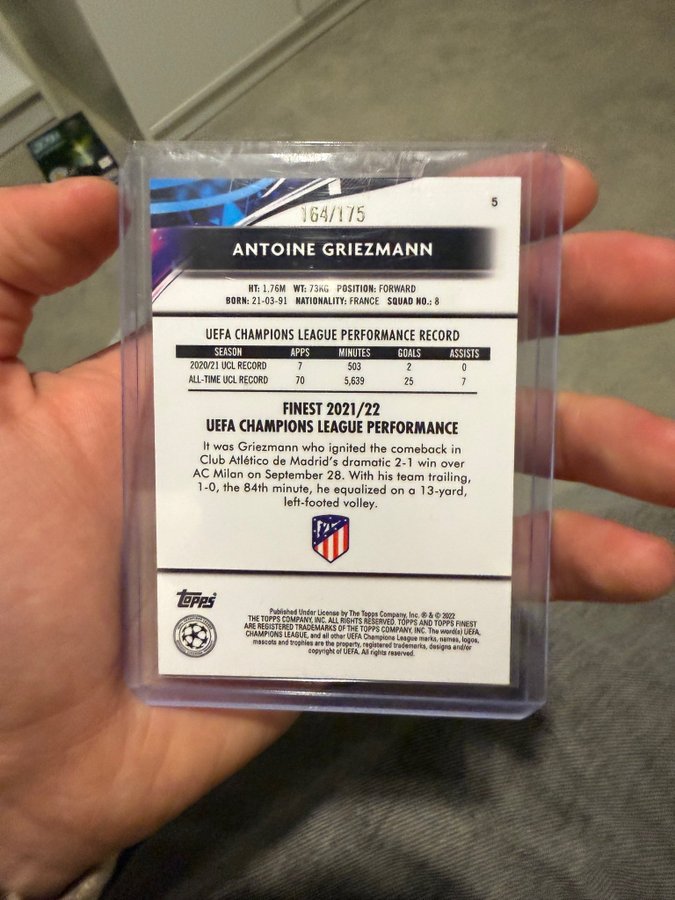 5
164/175
ANTOINE GRIEZMANN
HT: 1.76M WT: 73KG POSITION: FORWARD
BORN: 21-03-91 NATIONALITY: FRANCE SQUAD NO.: 8
UEFA CHAMPIONS LEAGUE PERFORMANCE RECORD
SEASON APPS MINUTES GOALS ASSISTS
2020/21 UCL RECORD 7 503 2 0
ALL-TIME UCL RECORD 70 5,639 25 7
FINEST 2021/22
UEFA CHAMPIONS LEAGUE PERFORMANCE
It was Griezmann who ignited the comeback in
Club Atlético de Madrid's dramatic 2-1 win over
AC Milan on September 28. With his team trailing,
1-0, the 84th minute, he equalized on a 13-yard,
left-footed volley.
Topps
Published Under License by The Topps Company, Inc. ® & © 2022
THE TOPPS COMPANY, INC. ALL RIGHTS RESERVED. TOPPS AND TOPPS FINEST
ARE REGISTERED TRADEMARKS OF THE TOPPS COMPANY, INC. The word(s) UEFA,
CHAMPIONS LEAGUE, and all other UEFA Champions League marks, names, logos,
mascots and trophies are the property, registered trademarks, designs and/or
copyright of UEFA. All rights reserved.